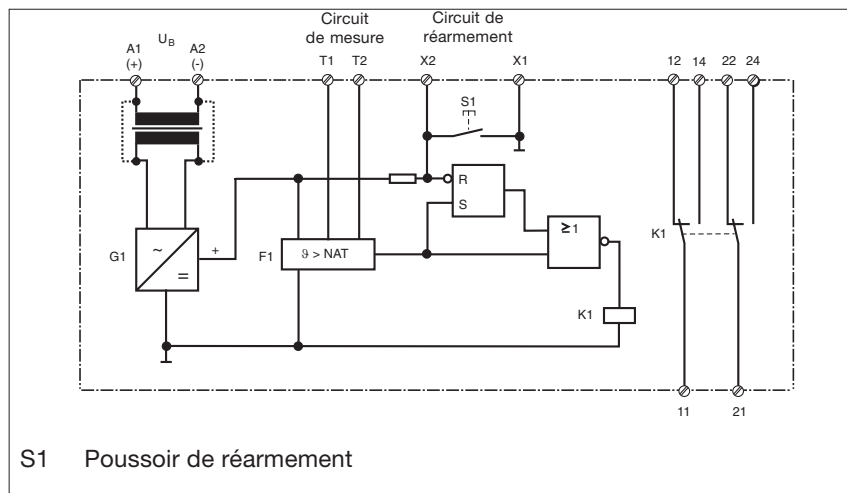 Circuit de mesure
Circuit de réarmement
A1 (+)
U_B
A2 (-)
T1
T2
X2
X1
12
14
22
24
S1
R
S
≥1
K1
G1
~
=
+
F1
ϑ > NAT
K1
11
21
S1 Poussoir de réarmement